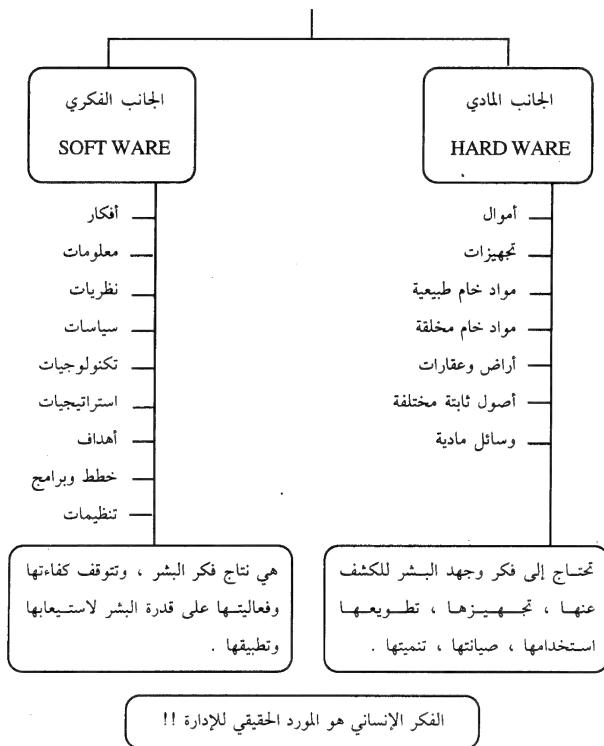 الجانب المادي
HARD WARE
أموال
تجهيزات
مواد خام طبيعية
مواد خام مخلقة
أراض وعقارات
أصول ثابتة مختلفة
وسائل مادية
تحتاج إلى فكر وجهد البشر للكشف
عنها ، تجهيزها ، تطويعها
استخدامها ، صيانتها ، تنميتها .
الجانب الفكري
SOFT WARE
أفكار
معلومات
نظريات
سياسات
تكنولوجيات
استراتيجيات
أهداف
خطط وبرامج
تنظيمات
هي نتاج فكر البشر ، وتتوقف كفاءتها
وفعاليتها على قدرة البشر لاستيعابها
وتطبيقها .
الفكر الإنساني هو المورد الحقيقي للإدارة !!